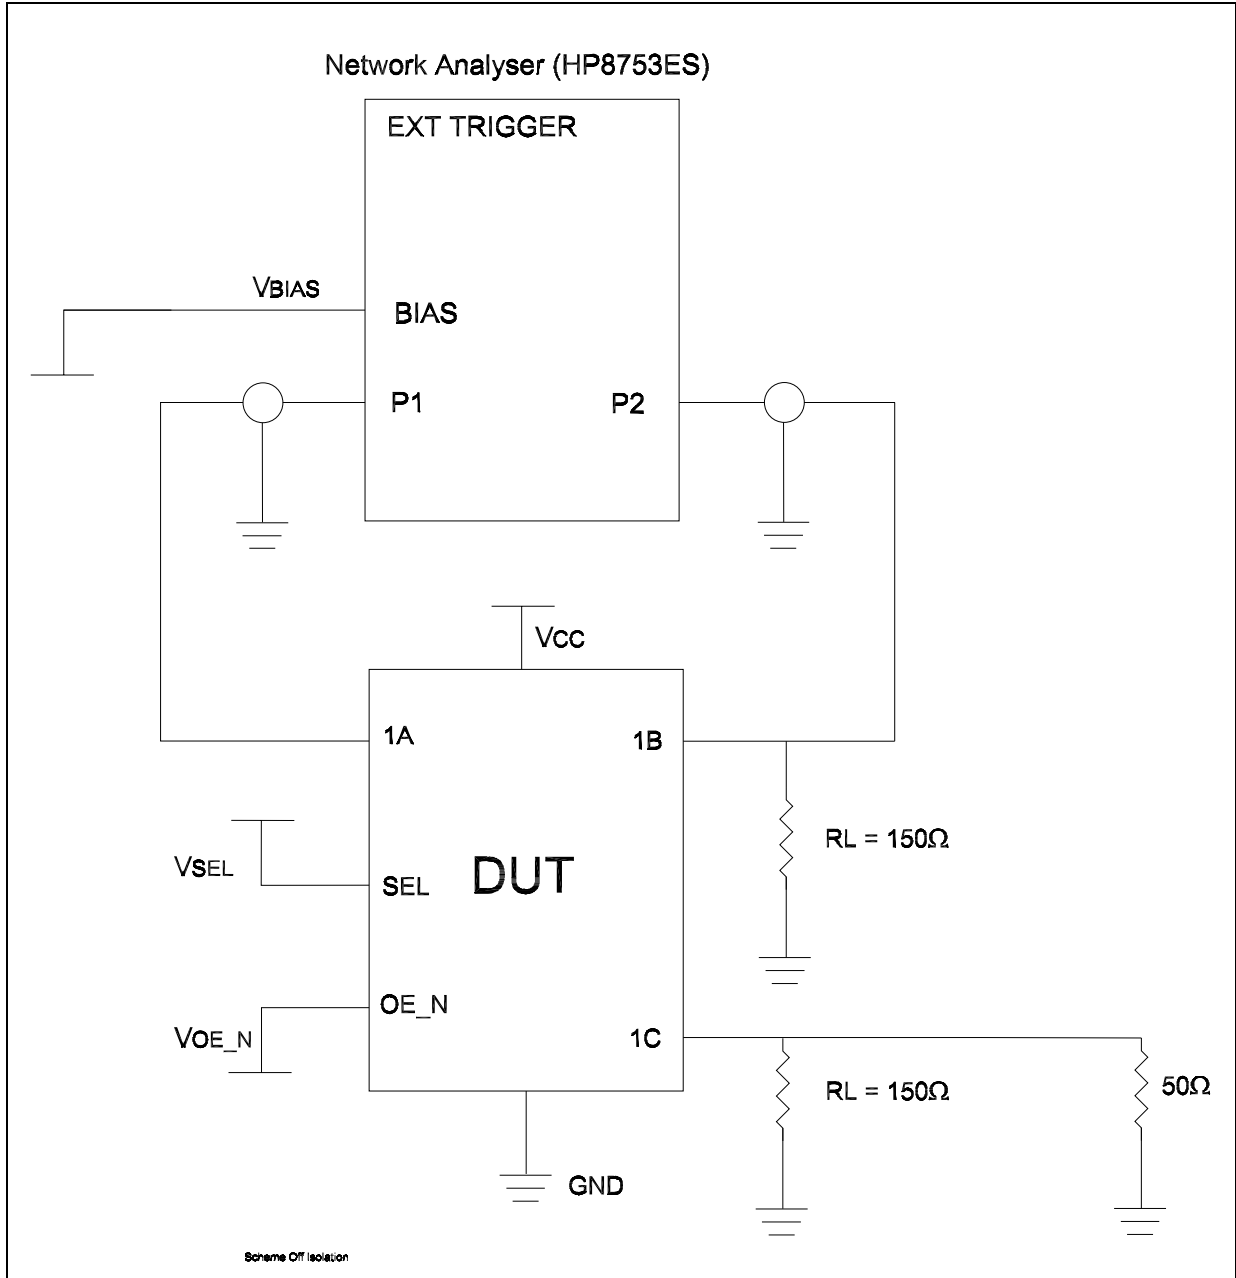 Network Analyser (HP8753ES)
EXT TRIGGER
VBIAS
BIAS
P1
P2
VCC
1A
1B
RL = 150Ω
VSEL
SEL
DUT
OE_N
VOE_N
1C
RL = 150Ω
50Ω
GND
Scheme Off Isolation